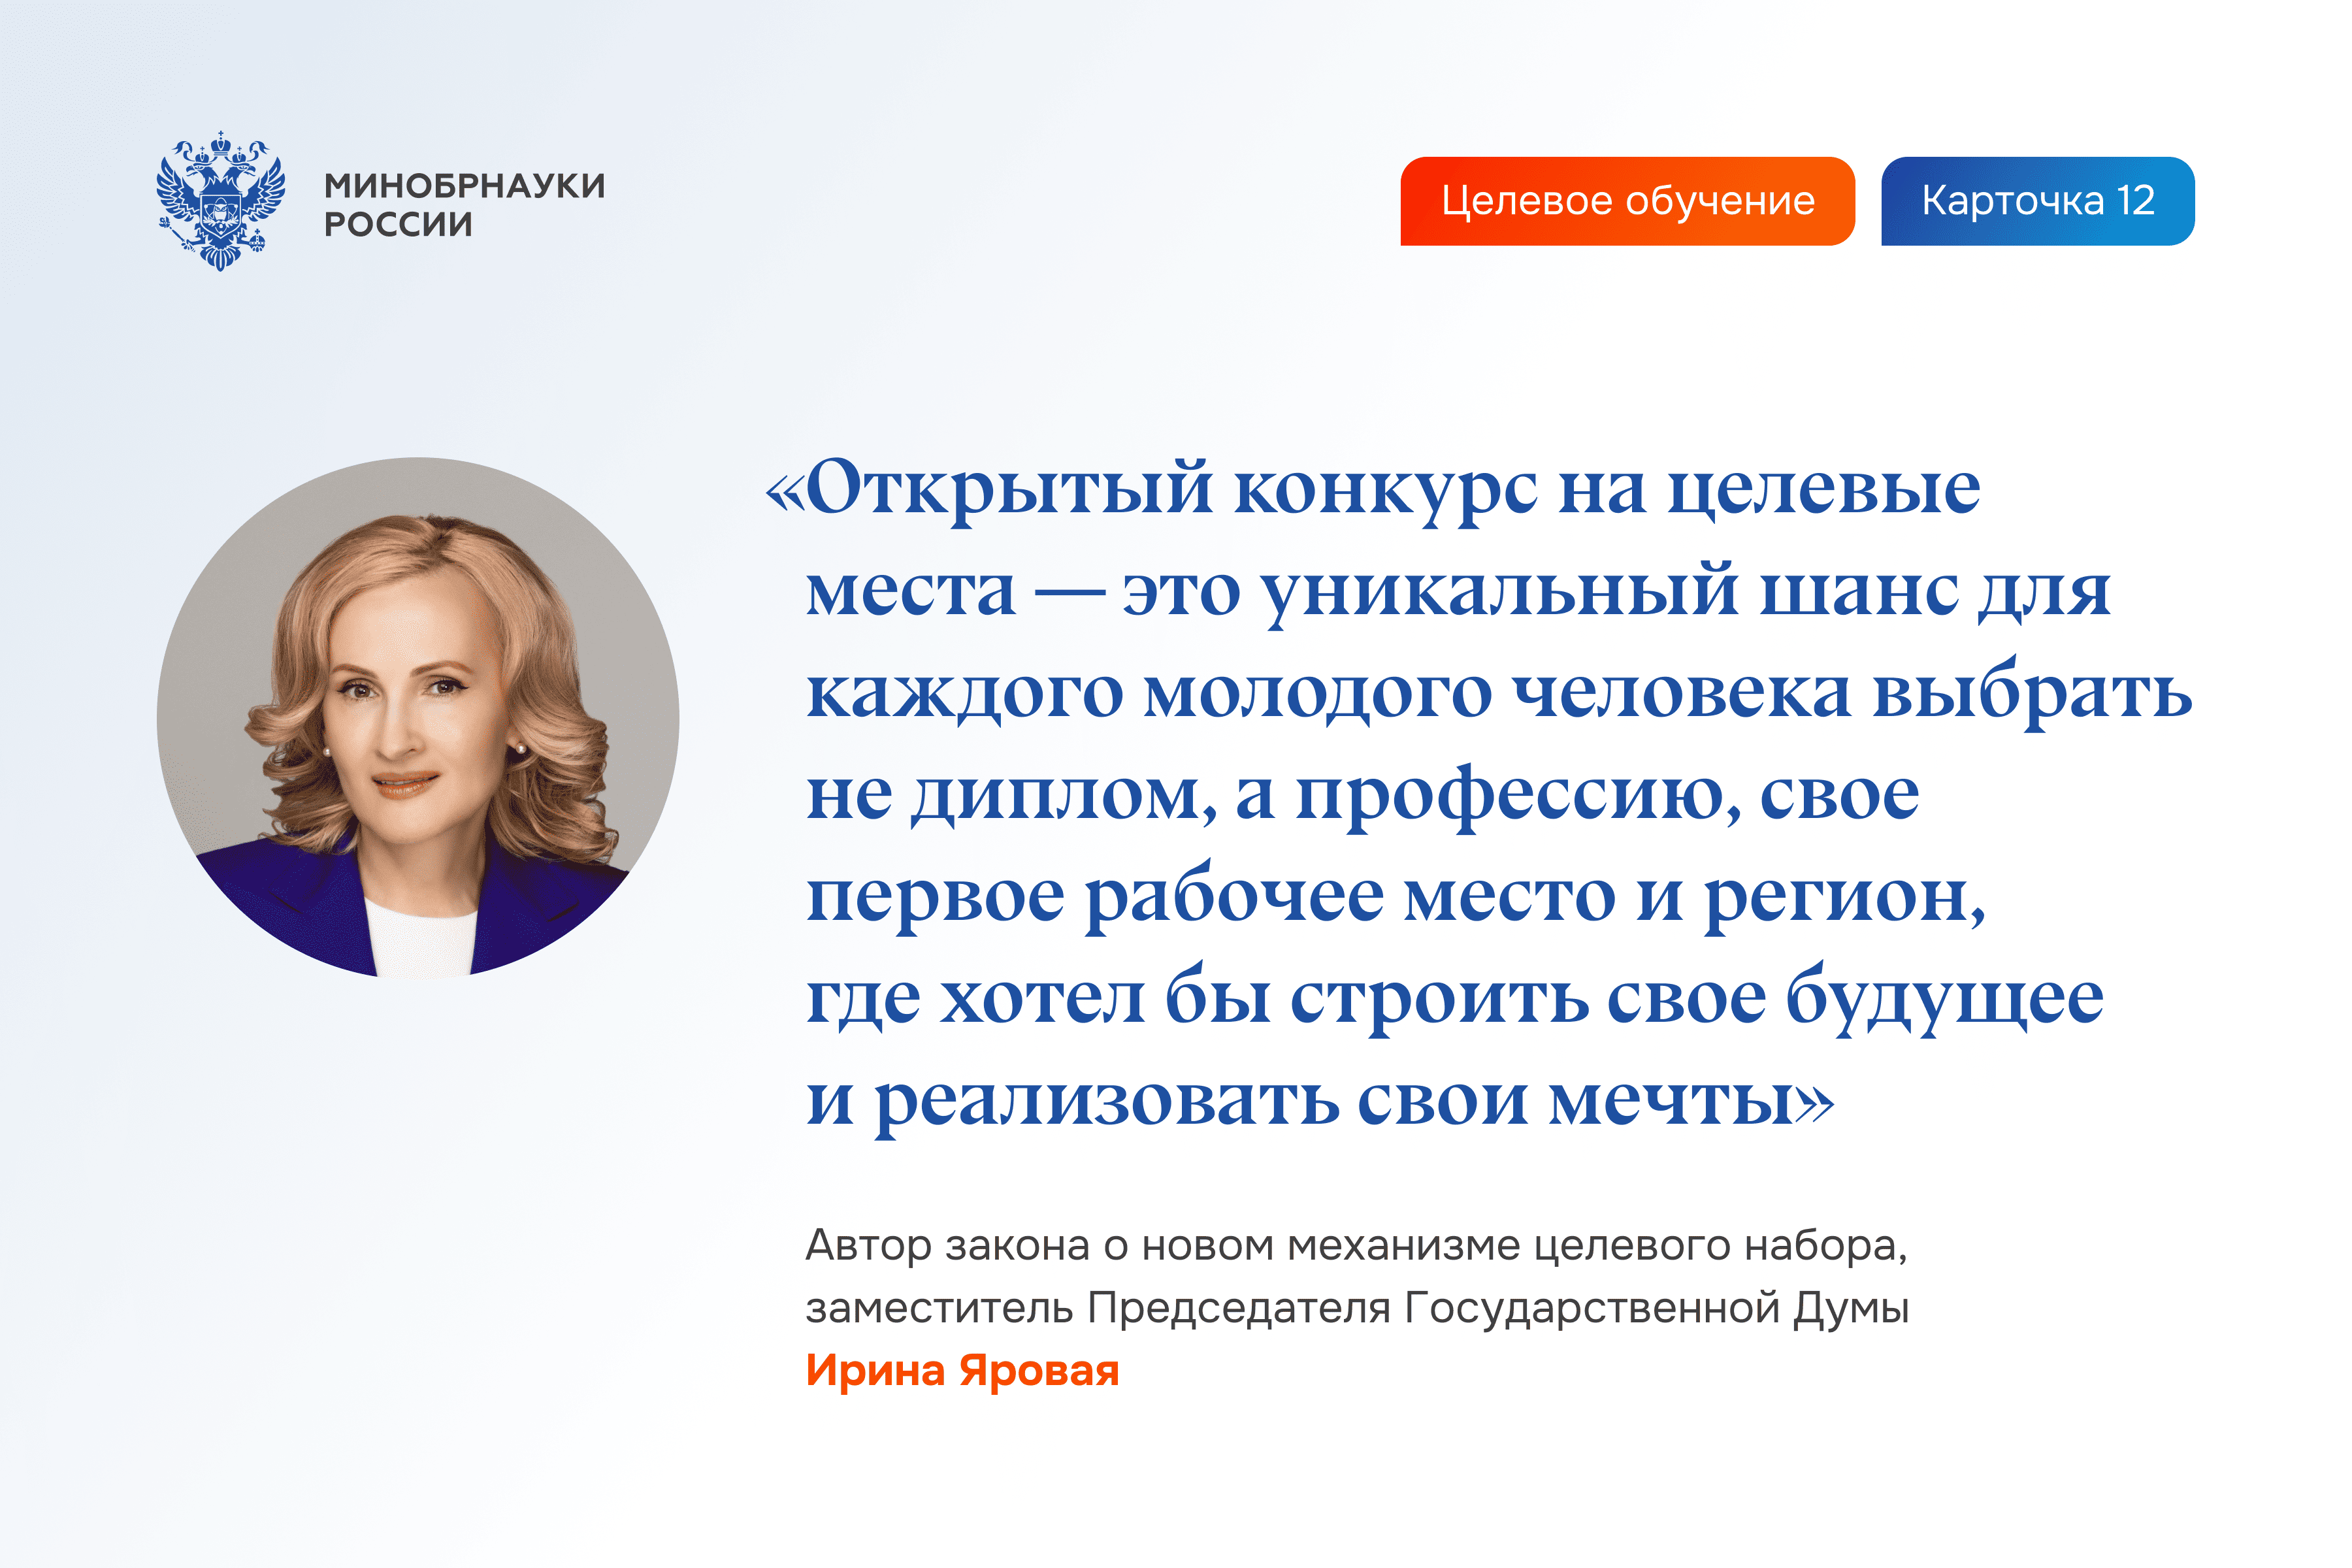 МИНОБРНАУКИ
РОССИИ
Целевое обучение
Карточка 12
«Открытый конкурс на целевые
места — это уникальный шанс для
каждого молодого человека выбрать
не диплом, а профессию, свое
первое рабочее место и регион,
где хотел бы строить свое будущее
и реализовать свои мечты»
Автор закона о новом механизме целевого набора,
заместитель Председателя Государственной Думы
Ирина Яровая